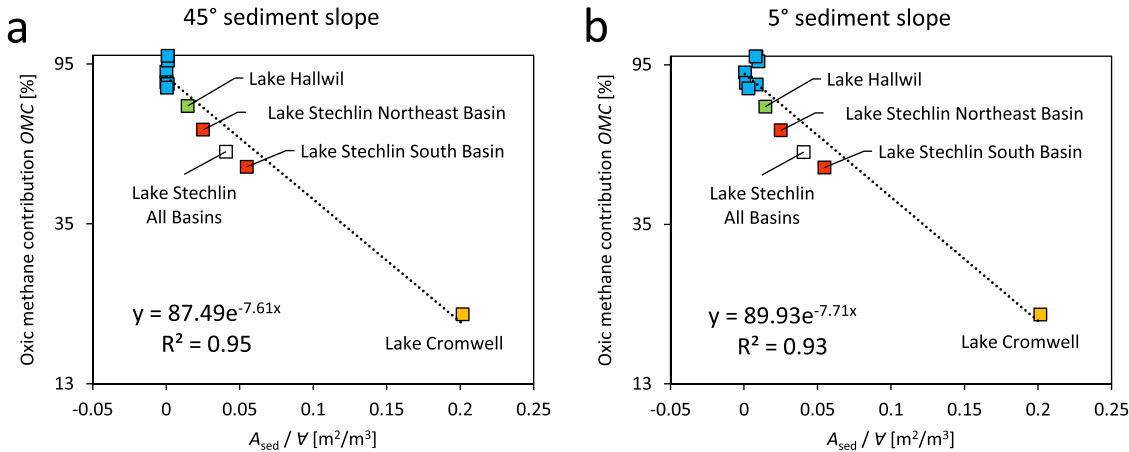 a
45° sediment slope
Oxic methane contribution OMC [%]
95
35
13
Lake Hallwil
Lake Stechlin Northeast Basin
Lake Stechlin South Basin
Lake Stechlin
All Basins
y = 87.49e^-7.61x
R² = 0.95
Lake Cromwell
-0.05 0 0.05 0.1 0.15 0.2 0.25
Ased / ∀ [m²/m³]
b
5° sediment slope
Oxic methane contribution OMC [%]
95
35
13
Lake Hallwil
Lake Stechlin Northeast Basin
Lake Stechlin South Basin
Lake Stechlin
All Basins
y = 89.93e^-7.71x
R² = 0.93
Lake Cromwell
-0.05 0 0.05 0.1 0.15 0.2 0.25
Ased / ∀ [m²/m³]